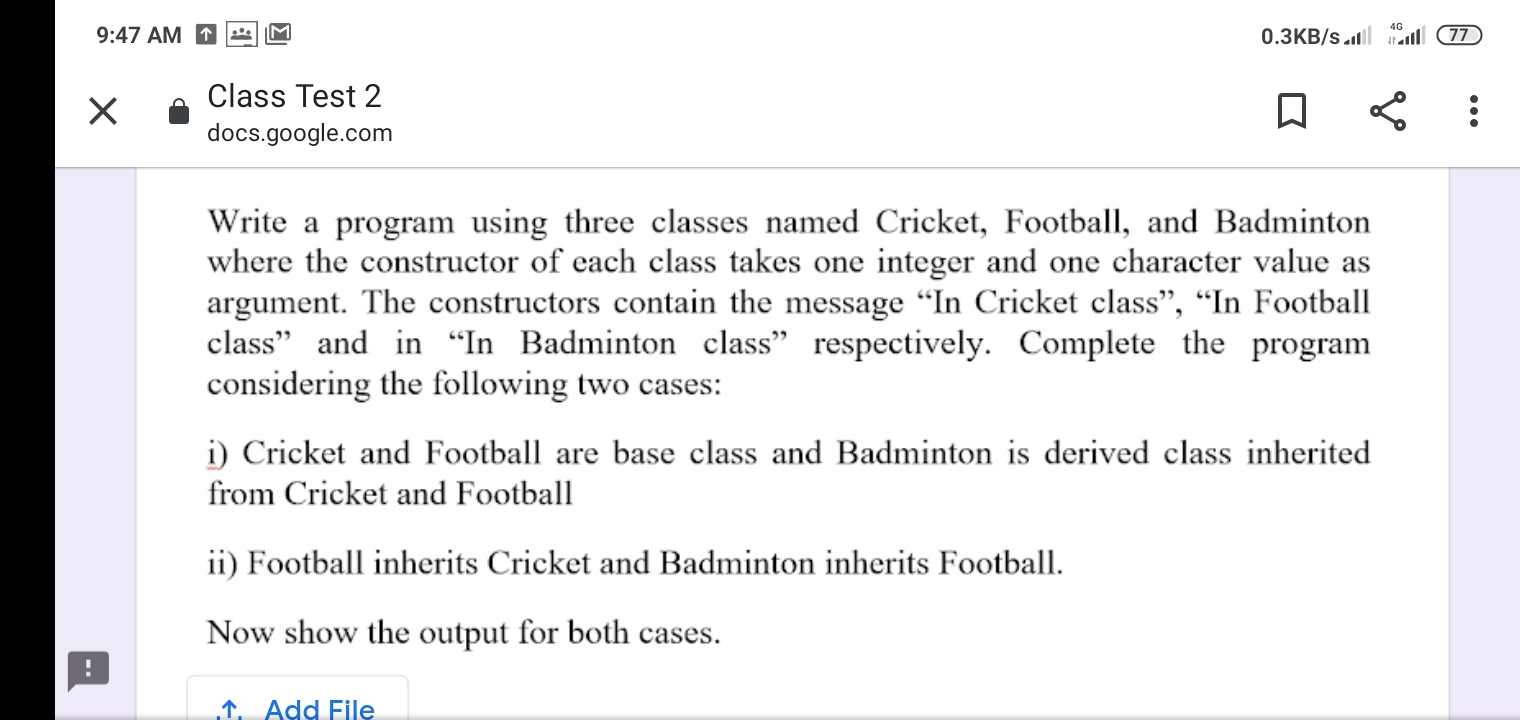 9:47 AM
0.3KB/s 4G 77
Class Test 2
docs.google.com
Write a program using three classes named Cricket, Football, and Badminton
where the constructor of each class takes one integer and one character value as
argument. The constructors contain the message “In Cricket class”, “In Football
class” and in “In Badminton class” respectively. Complete the program
considering the following two cases:
i) Cricket and Football are base class and Badminton is derived class inherited
from Cricket and Football
ii) Football inherits Cricket and Badminton inherits Football.
Now show the output for both cases.
Add File